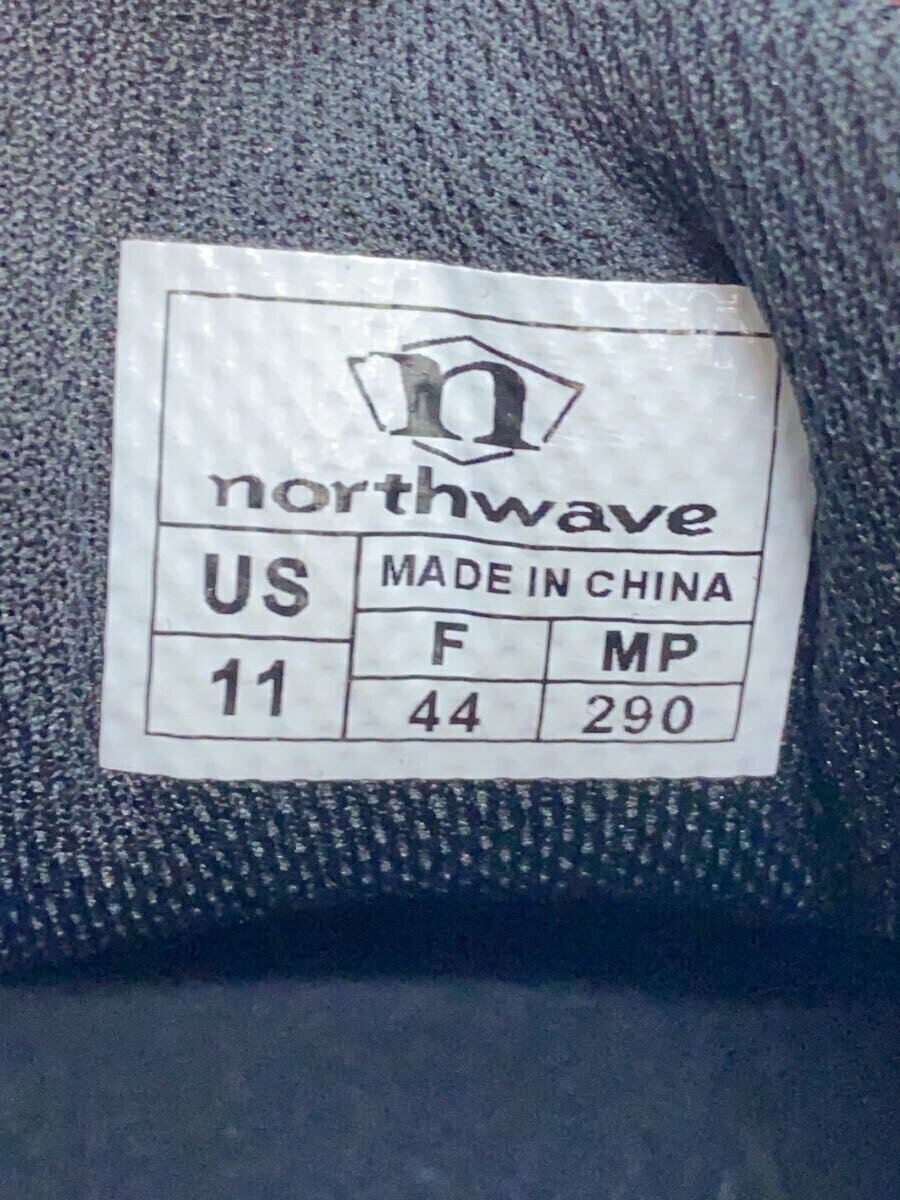 n
northwave
US
MADE IN CHINA
F MP
11
44 290